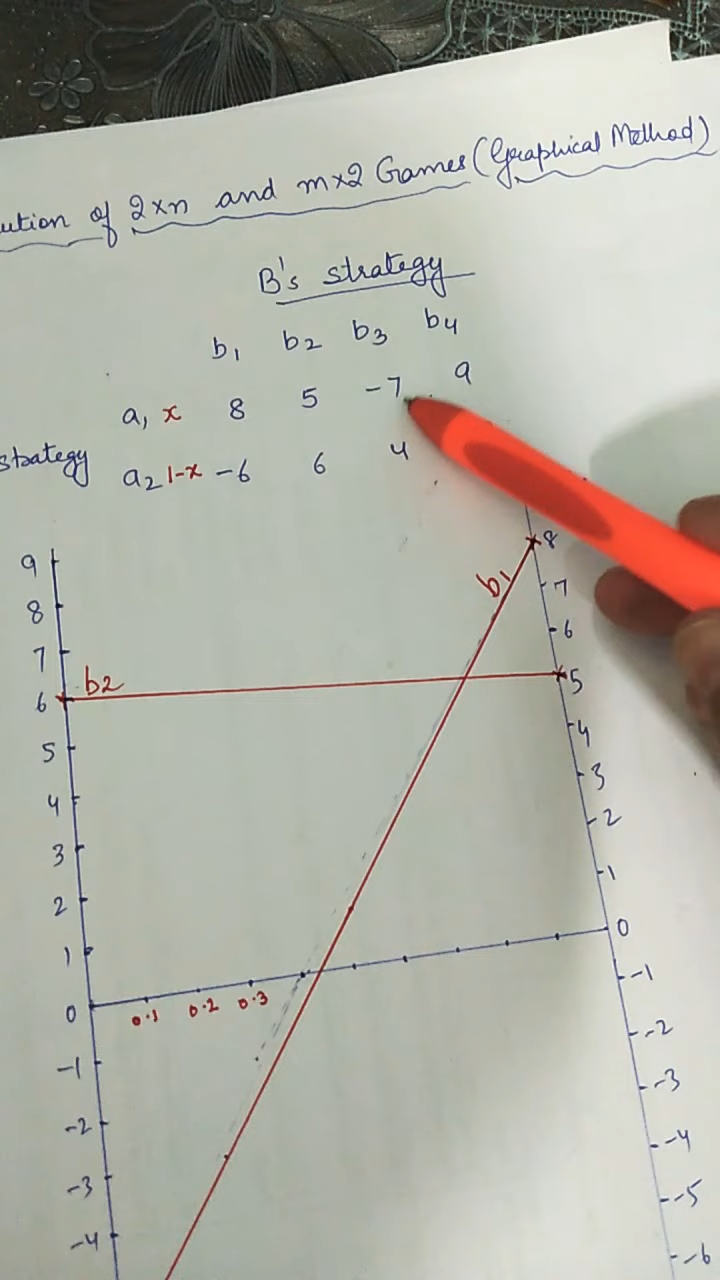 ution of 2xn and mx2 Games (Graphical Method)
B's strategy
b1 b2 b3 b4
a1 x 8 5 -7 9
strategy a2 1-x -6 6 4
9 8
8 b1 7
7 6
6 b2 5
5 4
4 3
3 2
2 1
1 0
0 0.1 0.2 0.3 -1
-1 -2
-2 -3
-3 -4
-4 -5
-6